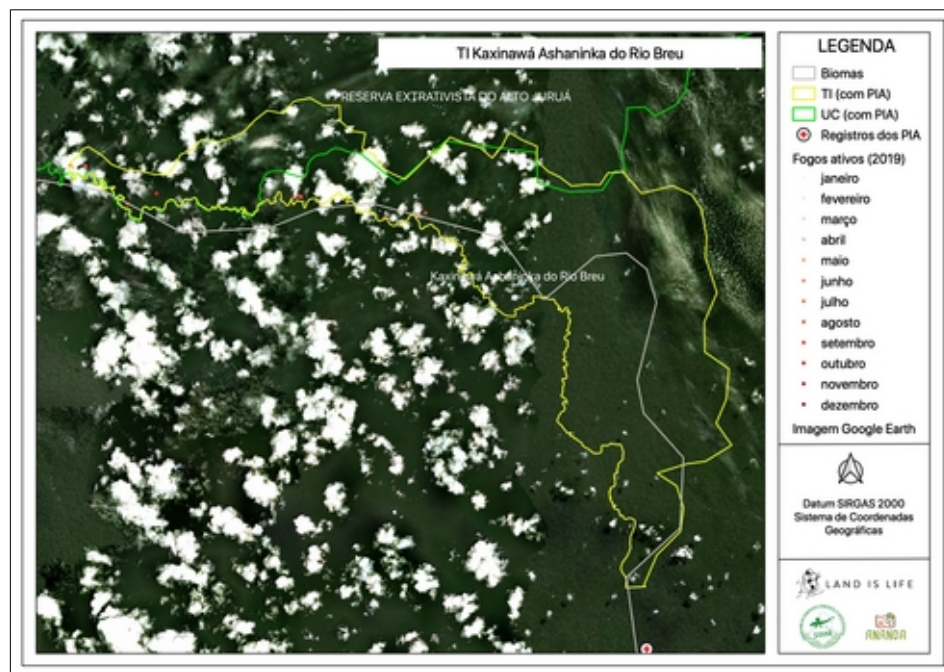 TI Kaxinawá Ashaninka do Rio Breu
RESERVA EXTRATIVISTA DO ALTO JURUÁ
Kaxinawá Ashaninka do Rio Breu
LEGENDA
Biomas
TI (com PIA)
UC (com PIA)
Registros dos PIA
Fogos ativos (2019)
janeiro
fevereiro
março
abril
maio
junho
julho
agosto
setembro
outubro
novembro
dezembro
Imagem Google Earth
Datum SIRGAS 2000
Sistema de Coordenadas
Geográficas
LAND IS LIFE
ANANDA